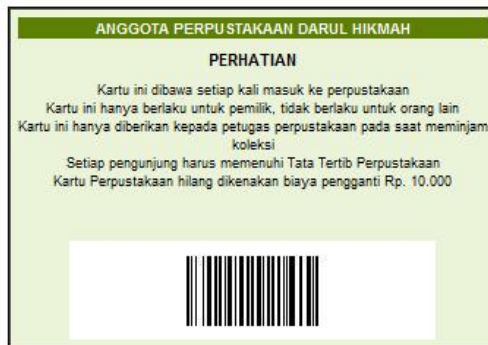 ANGGOTA PERPUSTAKAAN DARUL HIKMAH
PERHATIAN
Kartu ini dibawa setiap kali masuk ke perpustakaan
Kartu ini hanya berlaku untuk pemilik, tidak berlaku untuk orang lain
Kartu ini hanya diberikan kepada petugas perpustakaan pada saat meminjam
koleksi
Setiap pengunjung harus memenuhi Tata Tertib Perpustakaan
Kartu Perpustakaan hilang dikenakan biaya pengganti Rp. 10.000